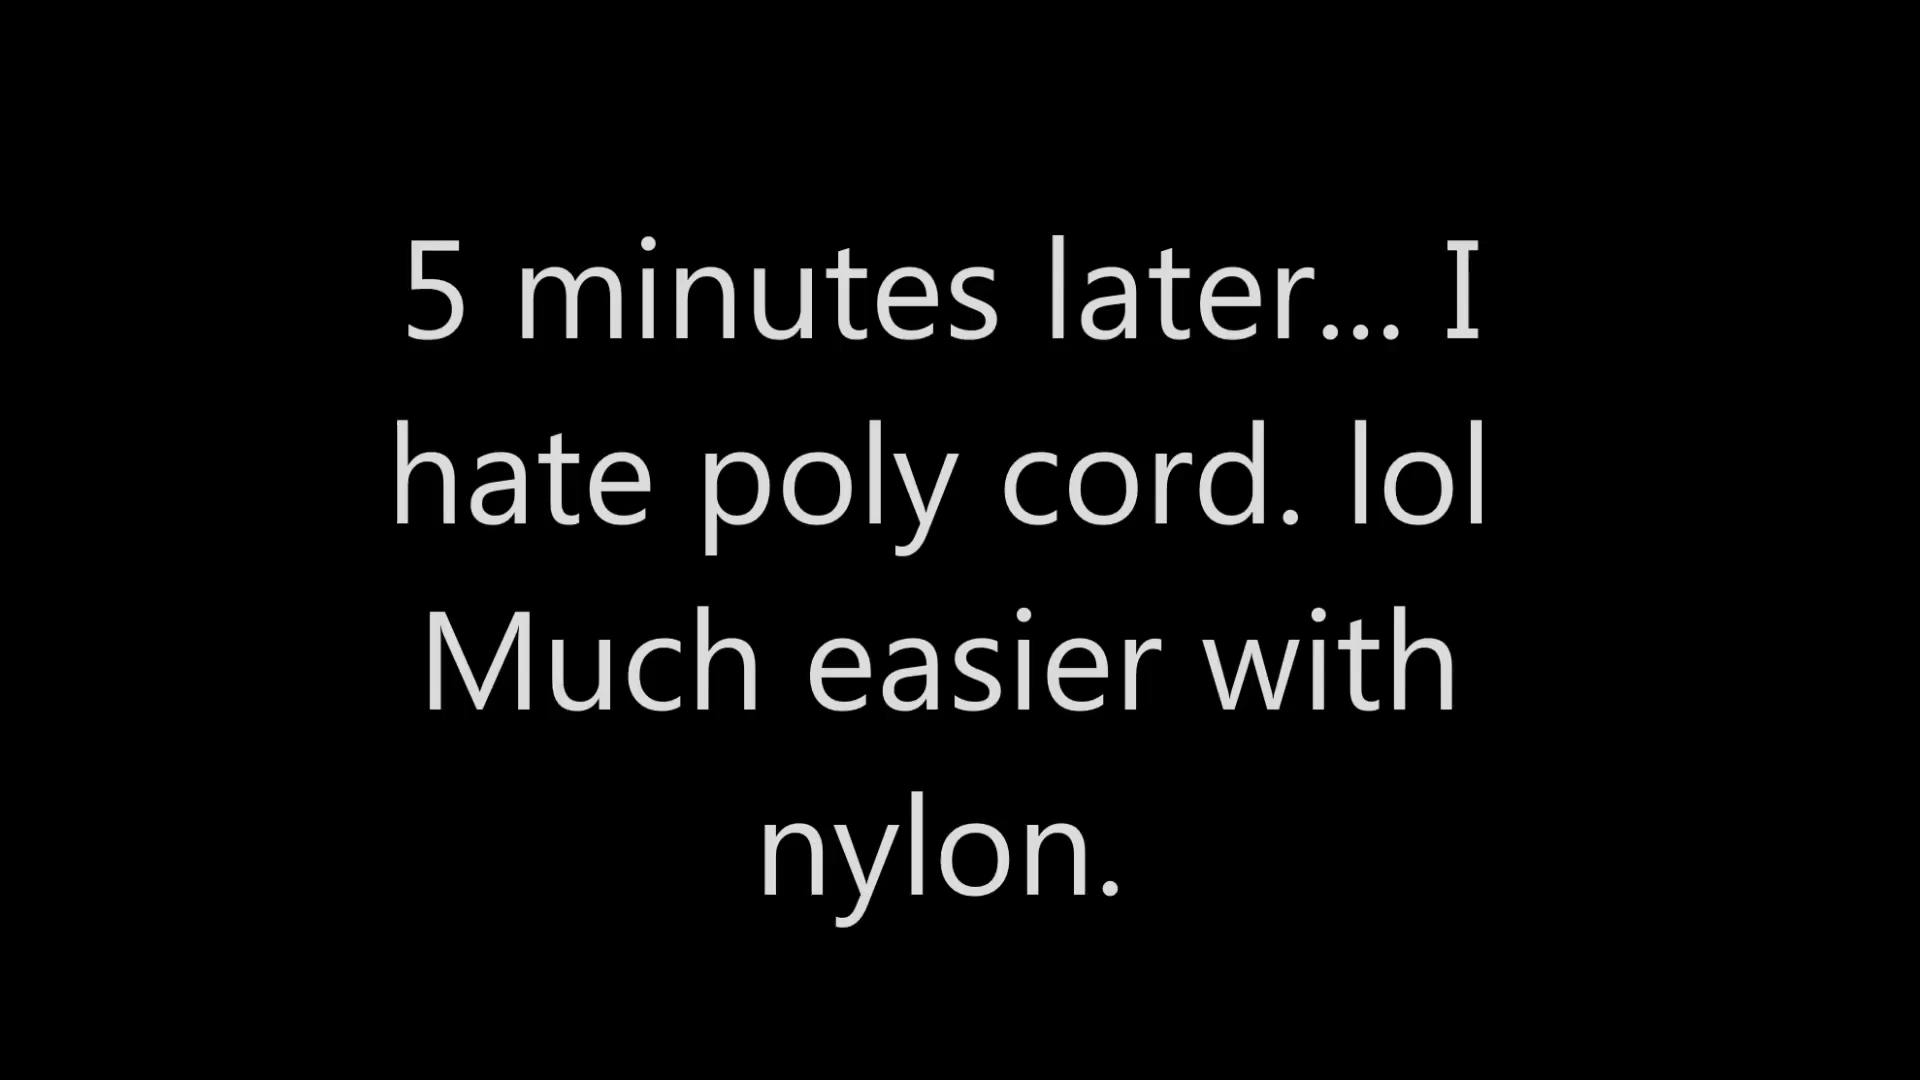 5 minutes later... I
hate poly cord. lol
Much easier with
nylon.